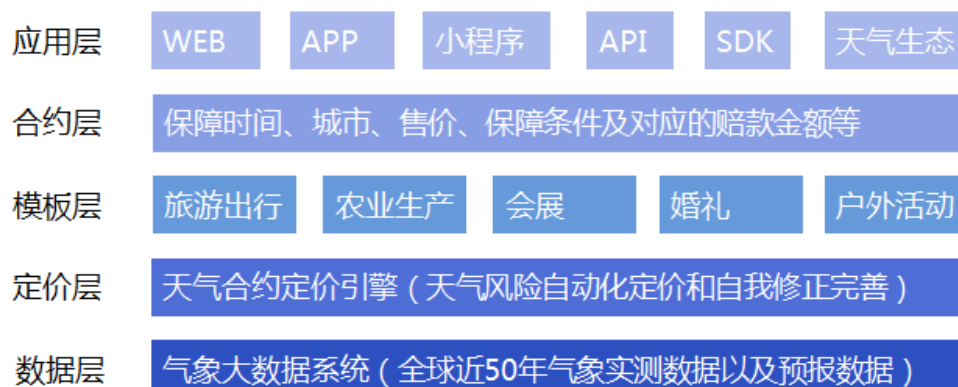 应用层 WEB APP 小程序 API SDK 天气生态
合约层 保障时间、城市、售价、保障条件及对应的赔款金额等
模板层 旅游出行 农业生产 会展 婚礼 户外活动
定价层 天气合约定价引擎（天气风险自动化定价和自我修正完善）
数据层 气象大数据系统（全球近50年气象实测数据以及预报数据）